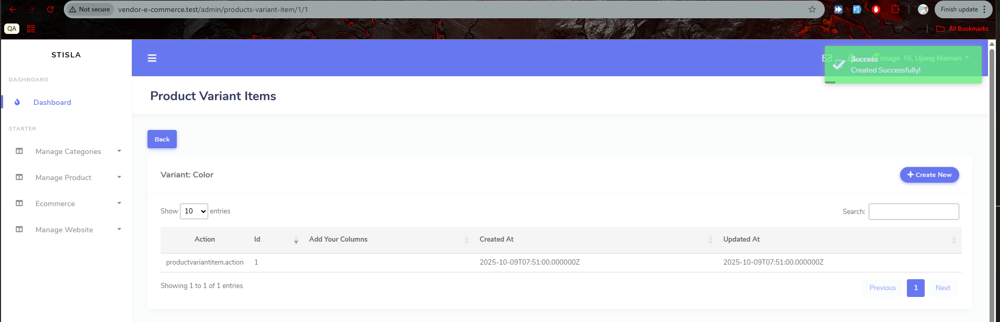 Not secure vendor-e-commerce.test/admin/products-variant-item/1/1 Finish update
QA All Bookmarks
STISLA
DASHBOARD
Dashboard
STARTER
Manage Categories
Manage Product
Ecommerce
Manage Website
image Hi, Ujang Maman
Success
Created Successfully!
Product Variant Items
Back
Variant: Color
Create New
Show 10 entries
Search:
Action Id Add Your Columns Created At Updated At
productvariantitem.action 1 2025-10-09T07:51:00.000000Z 2025-10-09T07:51:00.000000Z
Showing 1 to 1 of 1 entries
Previous 1 Next